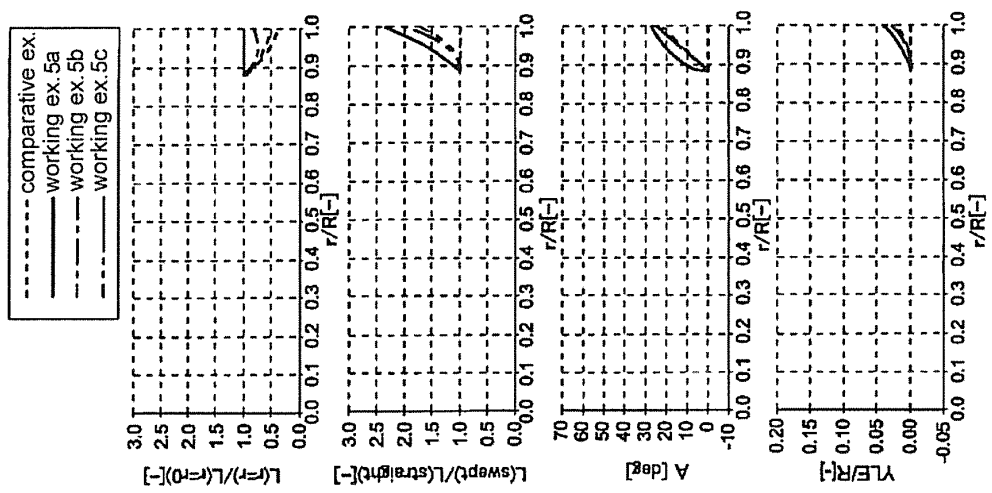 comparative ex.
working ex.5a
working ex.5b
working ex.5c
L(r=r)/L(r=r0)[-]
3.0
2.5
2.0
1.5
1.0
0.5
0.0
0.0 0.1 0.2 0.3 0.4 0.5 0.6 0.7 0.8 0.9 1.0
r/R[-]
L(swept)/L(straight)[-]
3.0
2.5
2.0
1.5
1.0
0.5
0.0
0.0 0.1 0.2 0.3 0.4 0.5 0.6 0.7 0.8 0.9 1.0
r/R[-]
Λ [deg]
70
60
50
40
30
20
10
0
-10
0.0 0.1 0.2 0.3 0.4 0.5 0.6 0.7 0.8 0.9 1.0
r/R[-]
YLE/R[-]
0.20
0.15
0.10
0.05
0.00
-0.05
0.0 0.1 0.2 0.3 0.4 0.5 0.6 0.7 0.8 0.9 1.0
r/R[-]